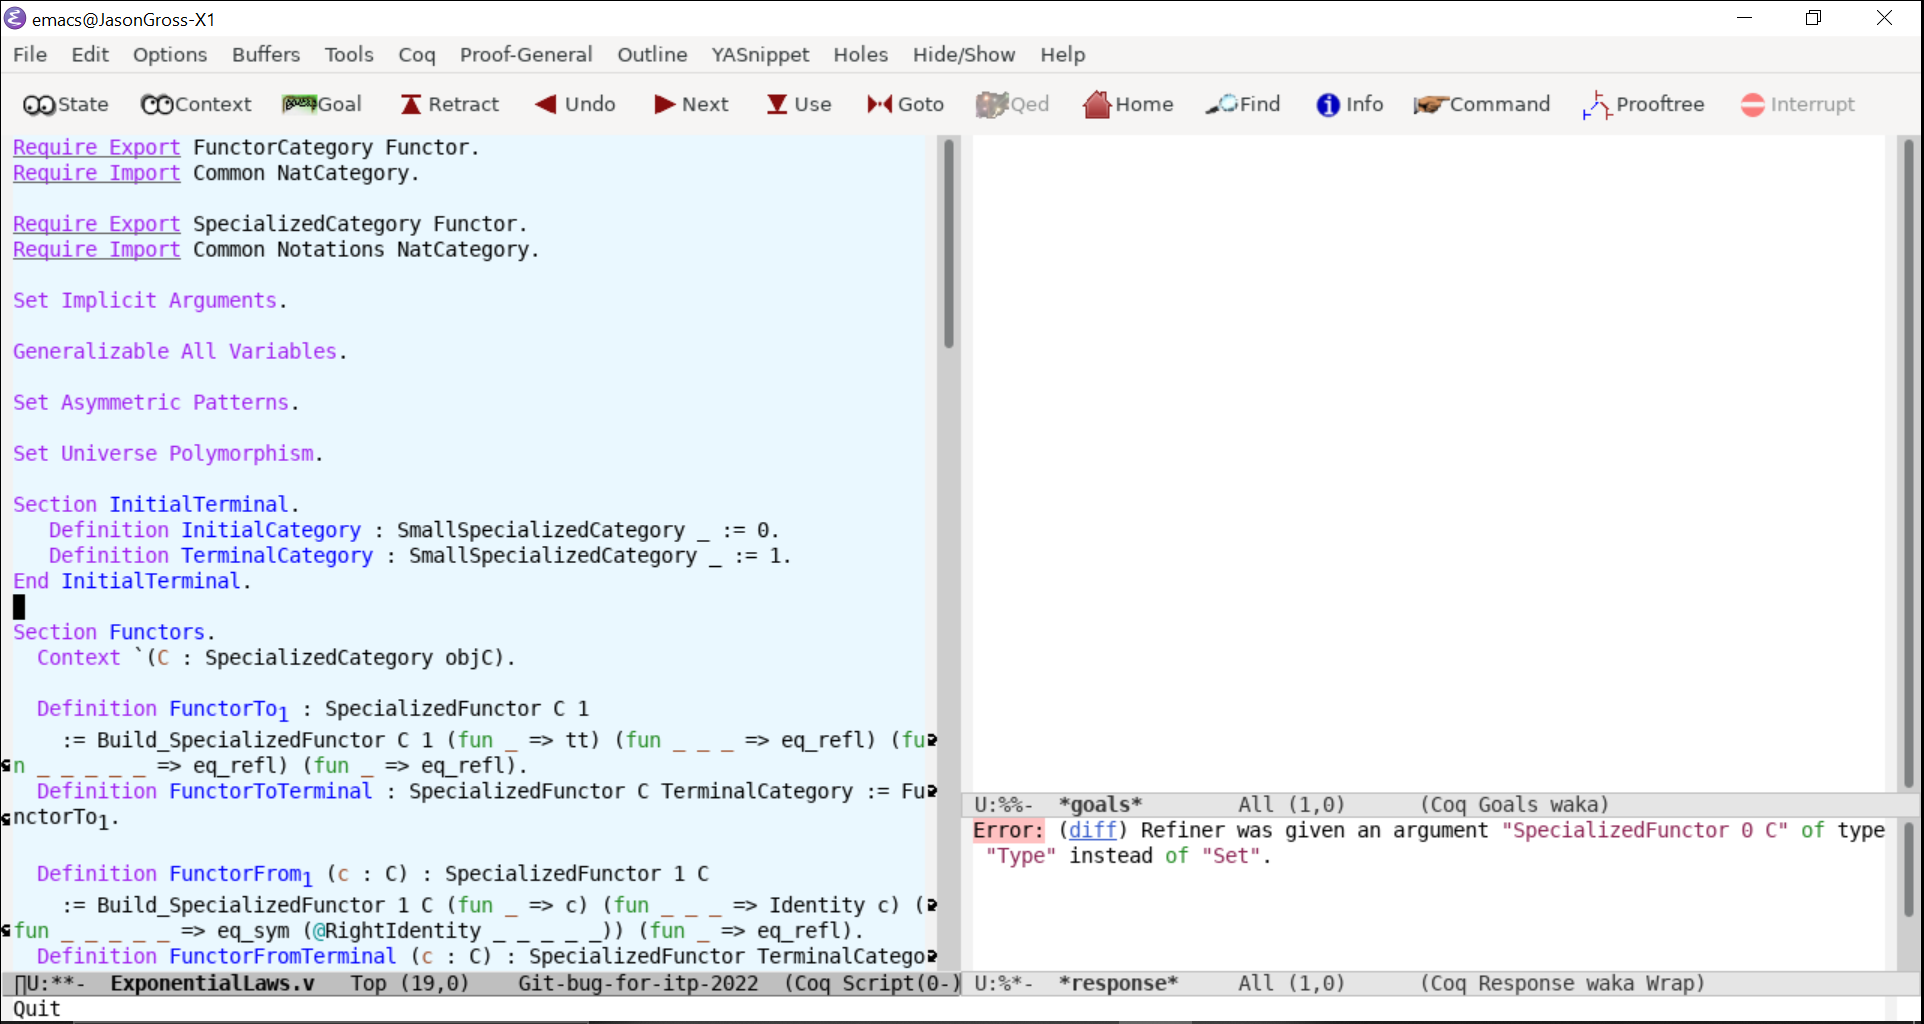 emacs@JasonGross-X1
File Edit Options Buffers Tools Coq Proof-General Outline YASnippet Holes Hide/Show Help
State Context Goal Retract Undo Next Use Goto Qed Home Find Info Command Prooftree Interrupt
Require Export FunctorCategory Functor.
Require Import Common NatCategory.
Require Export SpecializedCategory Functor.
Require Import Common Notations NatCategory.
Set Implicit Arguments.
Generalizable All Variables.
Set Asymmetric Patterns.
Set Universe Polymorphism.
Section InitialTerminal.
   Definition InitialCategory : SmallSpecializedCategory _ := 0.
   Definition TerminalCategory : SmallSpecializedCategory _ := 1.
End InitialTerminal.
Section Functors.
  Context `(C : SpecializedCategory objC).
  Definition FunctorTo₁ : SpecializedFunctor C 1
    := Build_SpecializedFunctor C 1 (fun _ => tt) (fun _ _ _ => eq_refl) (fu
n _ _ _ _ _ => eq_refl) (fun _ => eq_refl).
  Definition FunctorToTerminal : SpecializedFunctor C TerminalCategory := Fu
nctorTo₁.
  Definition FunctorFrom₁ (c : C) : SpecializedFunctor 1 C
    := Build_SpecializedFunctor 1 C (fun _ => c) (fun _ _ _ => Identity c) (
fun _ _ _ _ _ => eq_sym (@RightIdentity _ _ _ _ _)) (fun _ => eq_refl).
  Definition FunctorFromTerminal (c : C) : SpecializedFunctor TerminalCatego
U:**-  ExponentialLaws.v   Top (19,0)    Git-bug-for-itp-2022  (Coq Script(0-)
U:%%-  *goals*        All (1,0)      (Coq Goals waka)
Error: (diff) Refiner was given an argument "SpecializedFunctor 0 C" of type
 "Type" instead of "Set".
U:%*-  *response*     All (1,0)      (Coq Response waka Wrap)
Quit